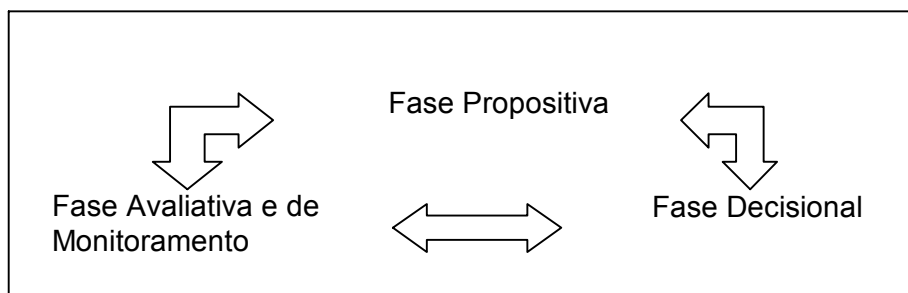 Fase Propositiva
Fase Avaliativa e de
Monitoramento
Fase Decisional